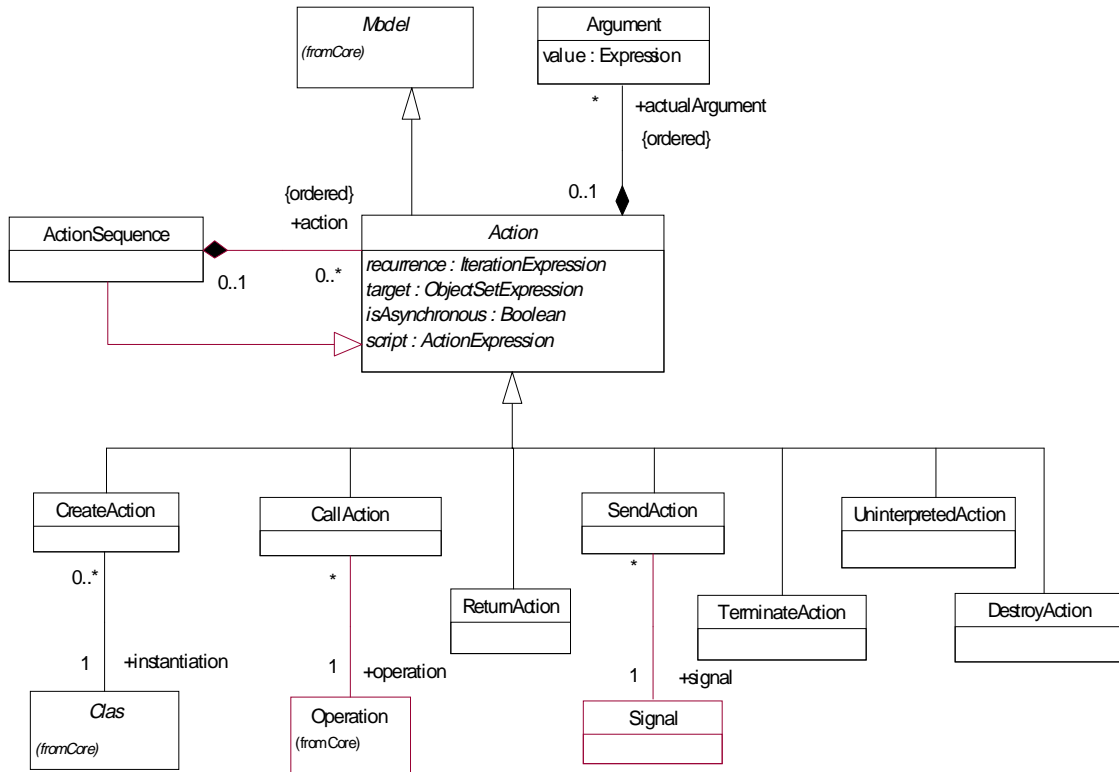 Model
(fromCore)
Argument
value : Expression
*
+actualArgument
{ordered}
0..1
{ordered}
+action
ActionSequence
0..1
0..*
Action
recurrence : IterationExpression
target : ObjectSetExpression
isAsynchronous : Boolean
script : ActionExpression
CreateAction
CallAction
SendAction
UninterpretedAction
0..*
*
*
ReturnAction
TerminateAction
DestroyAction
1
+instantiation
1
+operation
1
+signal
Clas
(fromCore)
Operation
(from Core)
Signal